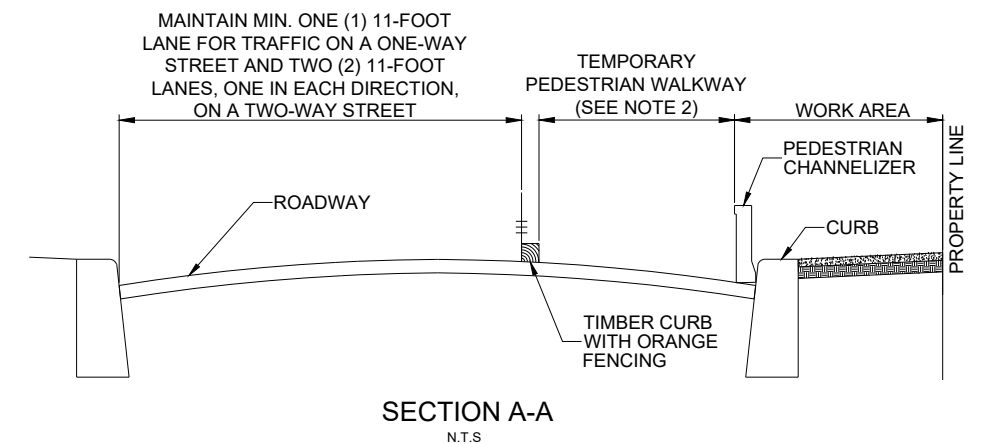 MAINTAIN MIN. ONE (1) 11-FOOT
LANE FOR TRAFFIC ON A ONE-WAY
STREET AND TWO (2) 11-FOOT
LANES, ONE IN EACH DIRECTION,
ON A TWO-WAY STREET
TEMPORARY
PEDESTRIAN WALKWAY
(SEE NOTE 2)
WORK AREA
PEDESTRIAN
CHANNELIZER
PROPERTY LINE
ROADWAY
CURB
TIMBER CURB
WITH ORANGE
FENCING
SECTION A-A
N.T.S